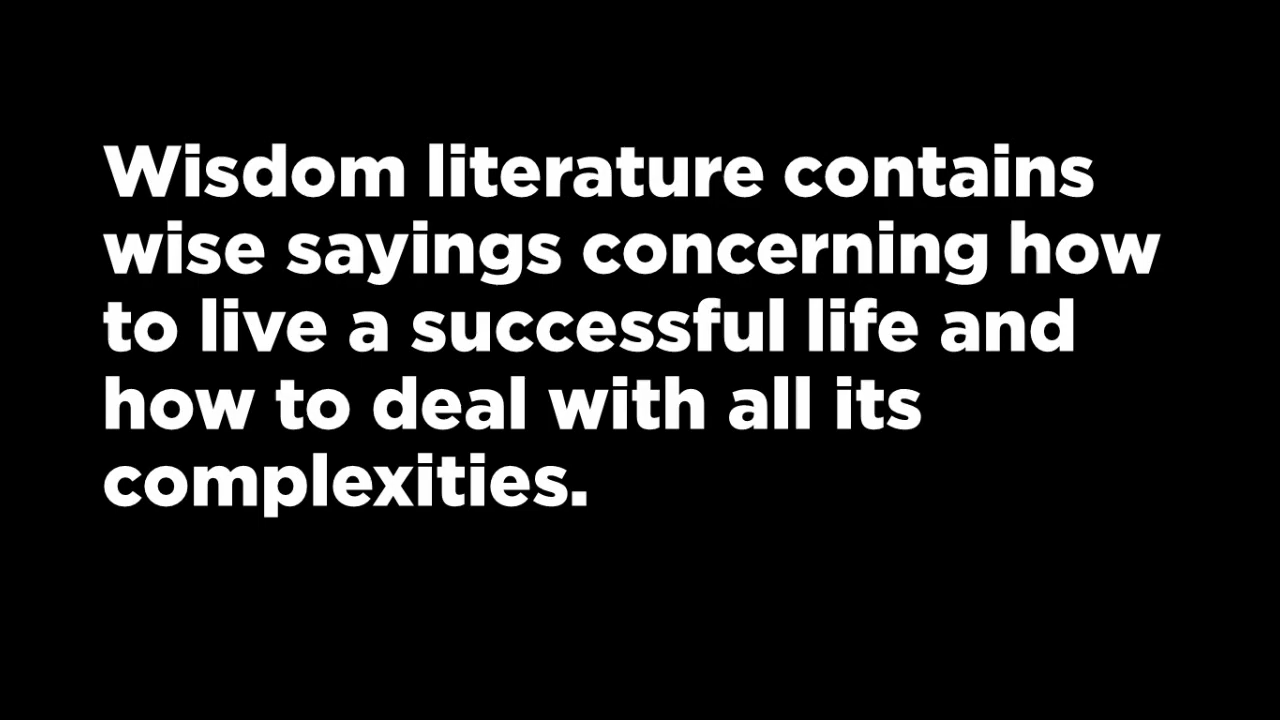 Wisdom literature contains
wise sayings concerning how
to live a successful life and
how to deal with all its
complexities.